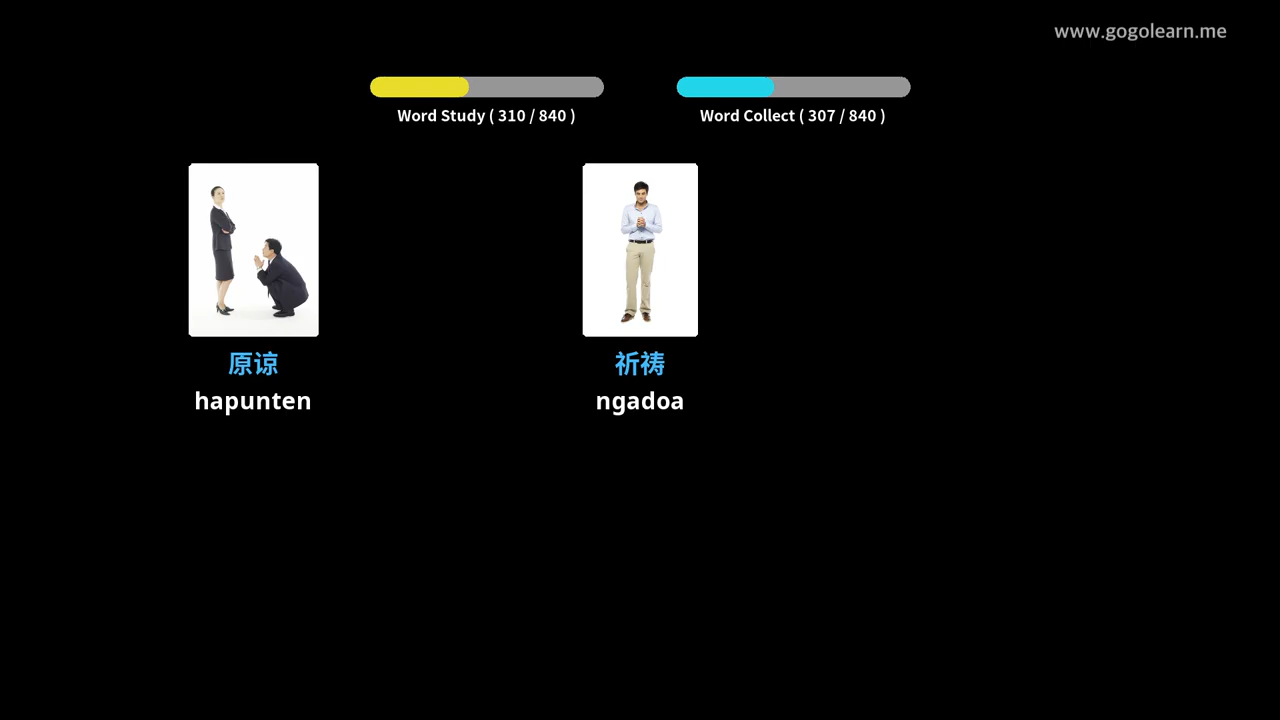 www.gogolearn.me
Word Study ( 310 / 840 )
Word Collect ( 307 / 840 )
原谅
hapunten
祈祷
ngadoa